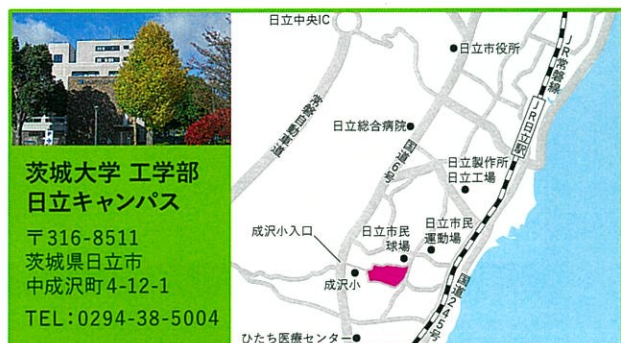 茨城大学 工学部
日立キャンパス
〒316-8511
茨城県日立市
中成沢町4-12-1
TEL:0294-38-5004
日立中央IC
日立市役所
JR常磐線
常磐自動車道
日立総合病院
国道6号
JR日立駅
日立製作所
日立工場
成沢小入口
日立市民
球場
日立市民
運動場
成沢小
国道245号
ひたち医療センター